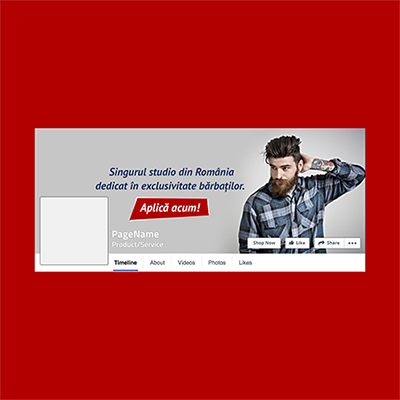 Singurul studio din România
dedicat în exclusivitate bărbaților.
Aplică acum!
PageName
Product/Service
Shop Now
Like
Share
Timeline
About
Videos
Photos
Likes